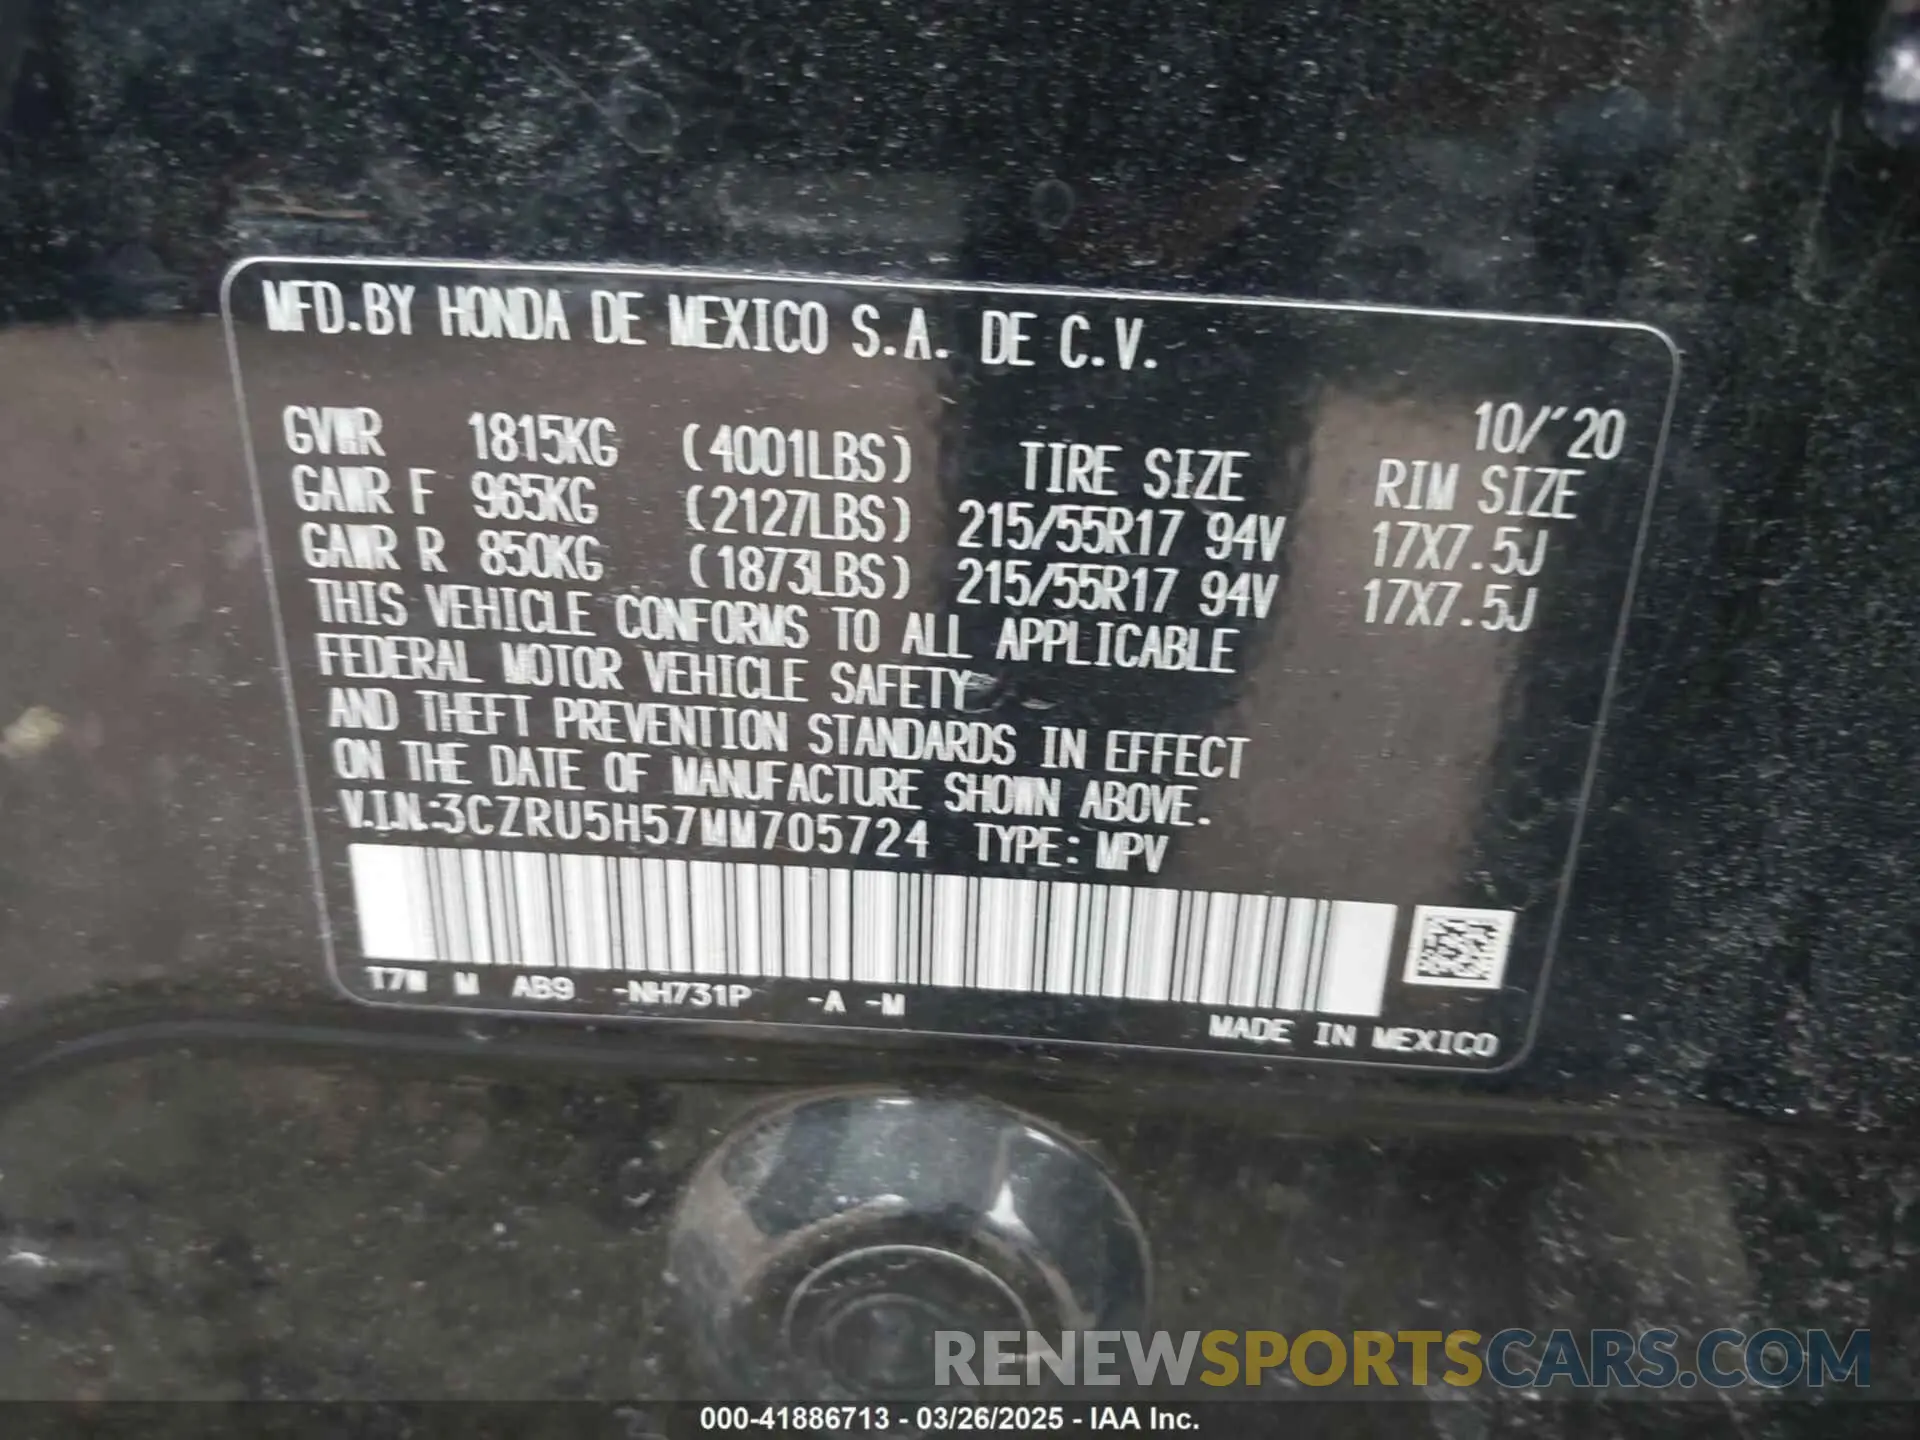 MFD.BY HONDA DE MEXICO S.A. DE C.V.
10/'20
GVWR 1815KG (4001LBS) TIRE SIZE RIM SIZE
GAWR F 965KG (2127LBS) 215/55R17 94V 17X7.5J
GAWR R 850KG (1873LBS) 215/55R17 94V 17X7.5J
THIS VEHICLE CONFORMS TO ALL APPLICABLE
FEDERAL MOTOR VEHICLE SAFETY
AND THEFT PREVENTION STANDARDS IN EFFECT
ON THE DATE OF MANUFACTURE SHOWN ABOVE.
V.I.N:3CZRU5H57MM705724 TYPE: MPV
T7W M AB9 -NH731P -A -M
MADE IN MEXICO
RENEWSPORTSCARS.COM
000-41886713 - 03/26/2025 - IAA Inc.